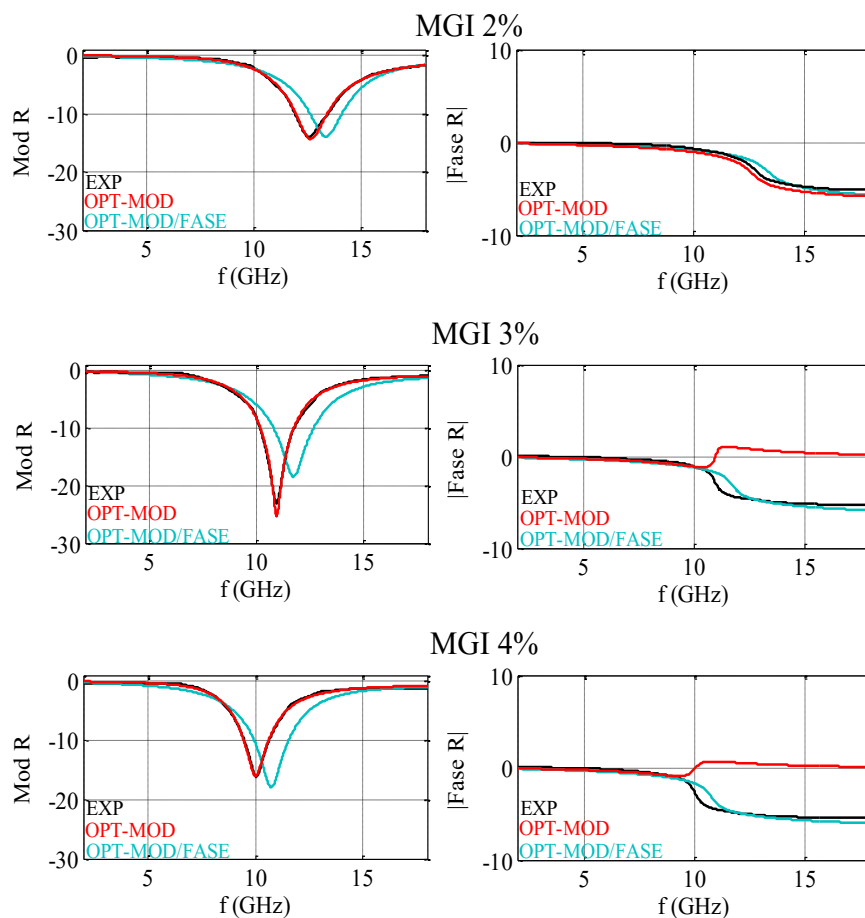 MGI 2%
0
-10
-20
-30
Mod R
EXP
OPT-MOD
OPT-MOD/FASE
5
10
15
f (GHz)
10
0
-10
|Fase R|
EXP
OPT-MOD
OPT-MOD/FASE
5
10
15
f (GHz)
MGI 3%
0
-10
-20
-30
Mod R
EXP
OPT-MOD
OPT-MOD/FASE
5
10
15
f (GHz)
10
0
-10
|Fase R|
EXP
OPT-MOD
OPT-MOD/FASE
5
10
15
f (GHz)
MGI 4%
0
-10
-20
-30
Mod R
EXP
OPT-MOD
OPT-MOD/FASE
5
10
15
f (GHz)
10
0
-10
|Fase R|
EXP
OPT-MOD
OPT-MOD/FASE
5
10
15
f (GHz)